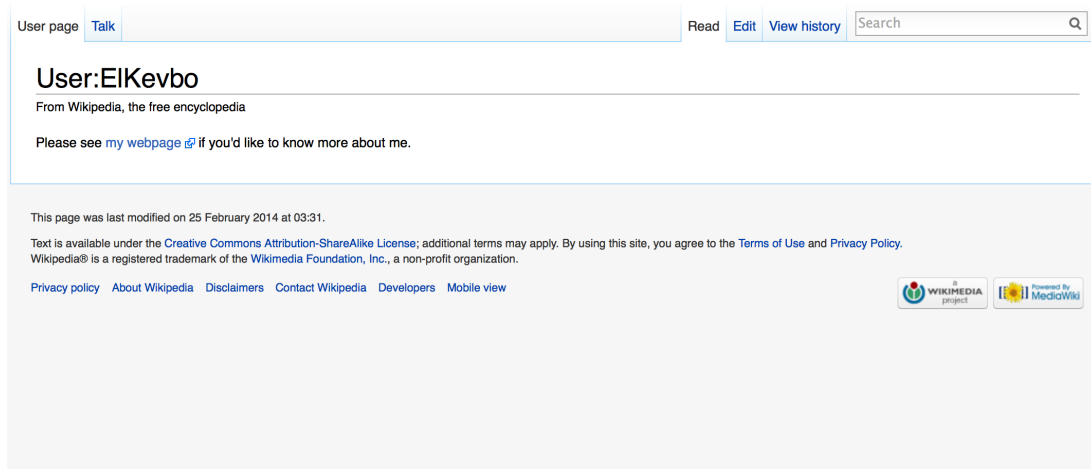 User page Talk Read Edit View history Search
User:ElKevbo
From Wikipedia, the free encyclopedia
Please see my webpage if you'd like to know more about me.
This page was last modified on 25 February 2014 at 03:31.
Text is available under the Creative Commons Attribution-ShareAlike License; additional terms may apply. By using this site, you agree to the Terms of Use and Privacy Policy.
Wikipedia® is a registered trademark of the Wikimedia Foundation, Inc., a non-profit organization.
Privacy policy About Wikipedia Disclaimers Contact Wikipedia Developers Mobile view
a
WIKIMEDIA
project
Powered By
MediaWiki